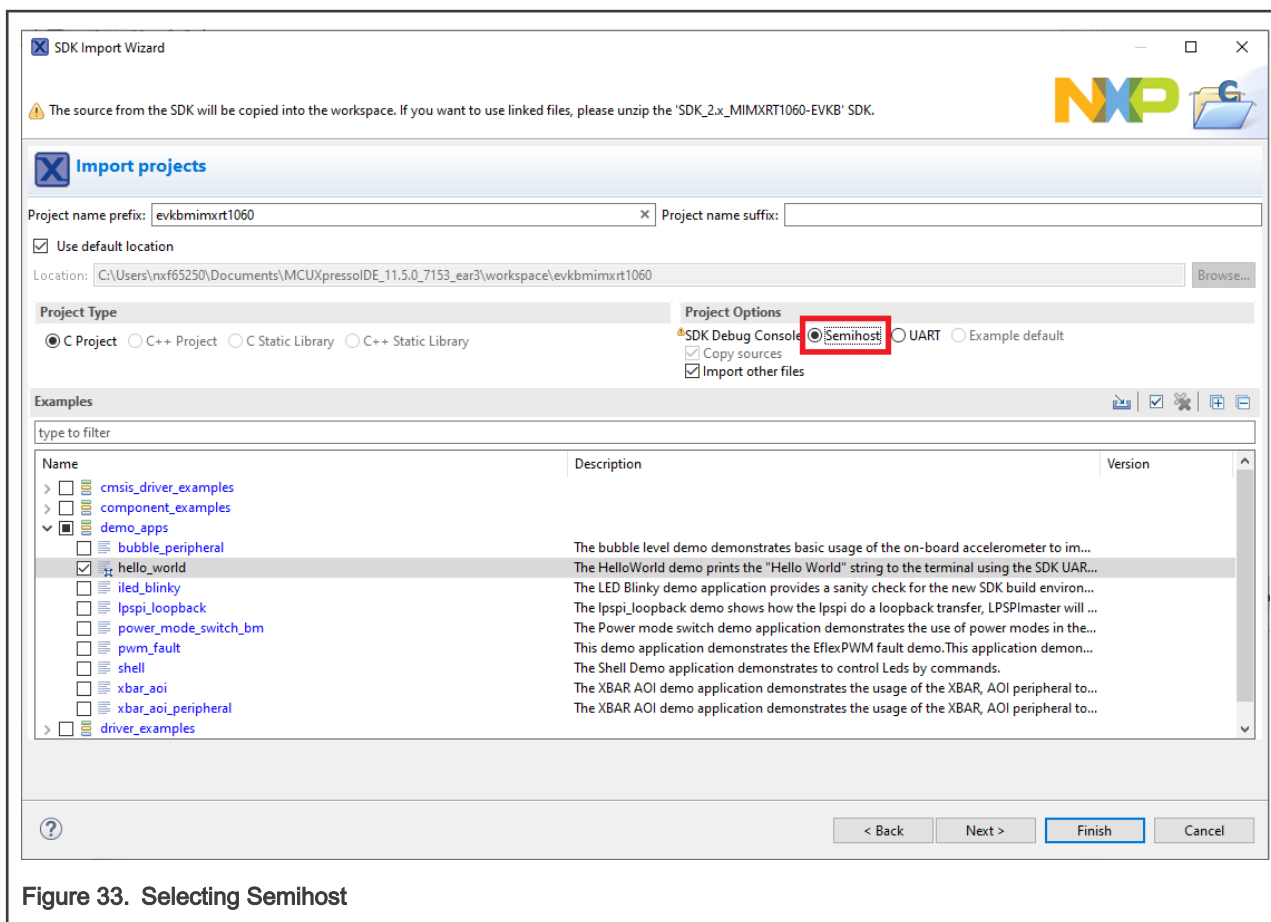 SDK Import Wizard
The source from the SDK will be copied into the workspace. If you want to use linked files, please unzip the 'SDK_2.x_MIMXRT1060-EVKB' SDK.
NXP
Import projects
Project name prefix: evkbmimxrt1060 Project name suffix:
Use default location
Location: C:\Users\nxf65250\Documents\MCUXpressoIDE_11.5.0_7153_ear3\workspace\evkbmimxrt1060 Browse...
Project Type Project Options
C Project C++ Project C Static Library C++ Static Library SDK Debug Console Semihost UART Example default
Copy sources
Import other files
Examples
type to filter
Name Description Version
cmsis_driver_examples
component_examples
demo_apps
bubble_peripheral The bubble level demo demonstrates basic usage of the on-board accelerometer to im...
hello_world The HelloWorld demo prints the "Hello World" string to the terminal using the SDK UAR...
iled_blinky The LED Blinky demo application provides a sanity check for the new SDK build environ...
lpspi_loopback The lpspi_loopback demo shows how the lpspi do a loopback transfer, LPSPImaster will ...
power_mode_switch_bm The Power mode switch demo application demonstrates the use of power modes in the...
pwm_fault This demo application demonstrates the EflexPWM fault demo.This application demon...
shell The Shell Demo application demonstrates to control Leds by commands.
xbar_aoi The XBAR AOI demo application demonstrates the usage of the XBAR, AOI peripheral to...
xbar_aoi_peripheral The XBAR AOI demo application demonstrates the usage of the XBAR, AOI peripheral to...
driver_examples
< Back Next > Finish Cancel
Figure 33. Selecting Semihost